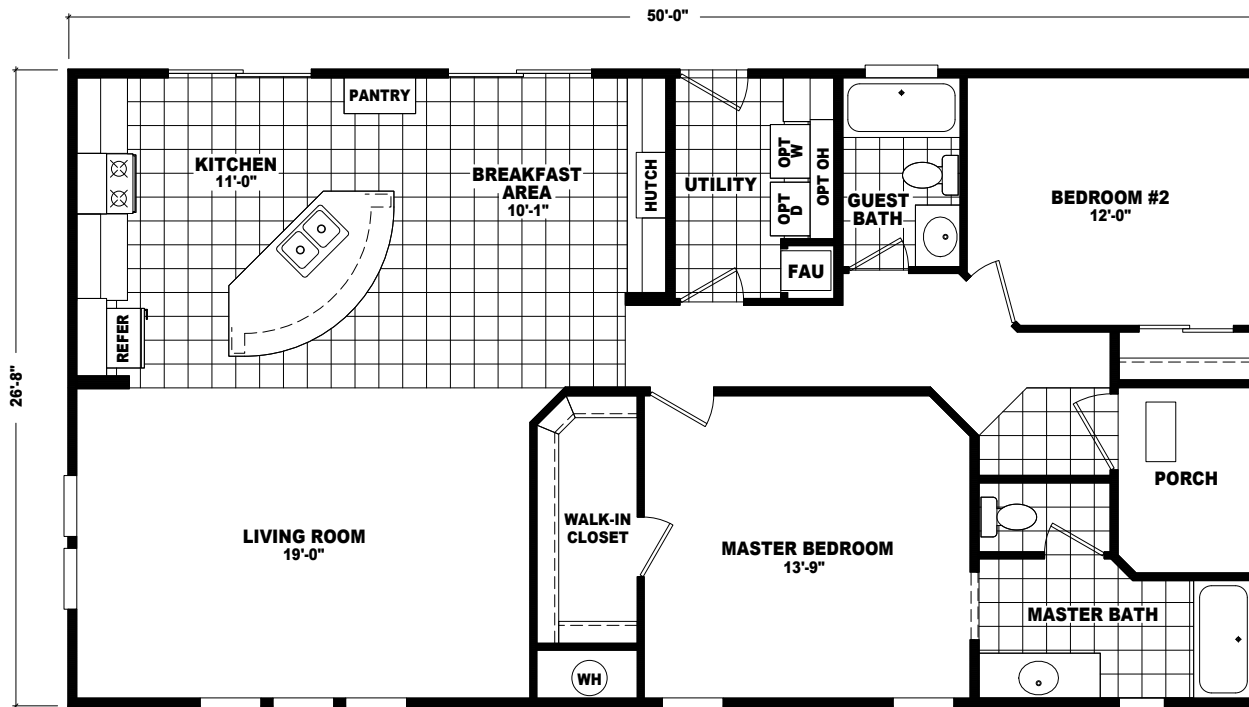 50'-0"
26'-8"
PANTRY
KITCHEN
11'-0"
BREAKFAST
AREA
10'-1"
HUTCH
UTILITY
OPT
W
OPT
D
OPT OH
FAU
GUEST
BATH
BEDROOM #2
12'-0"
REFER
LIVING ROOM
19'-0"
WALK-IN
CLOSET
WH
MASTER BEDROOM
13'-9"
PORCH
MASTER BATH